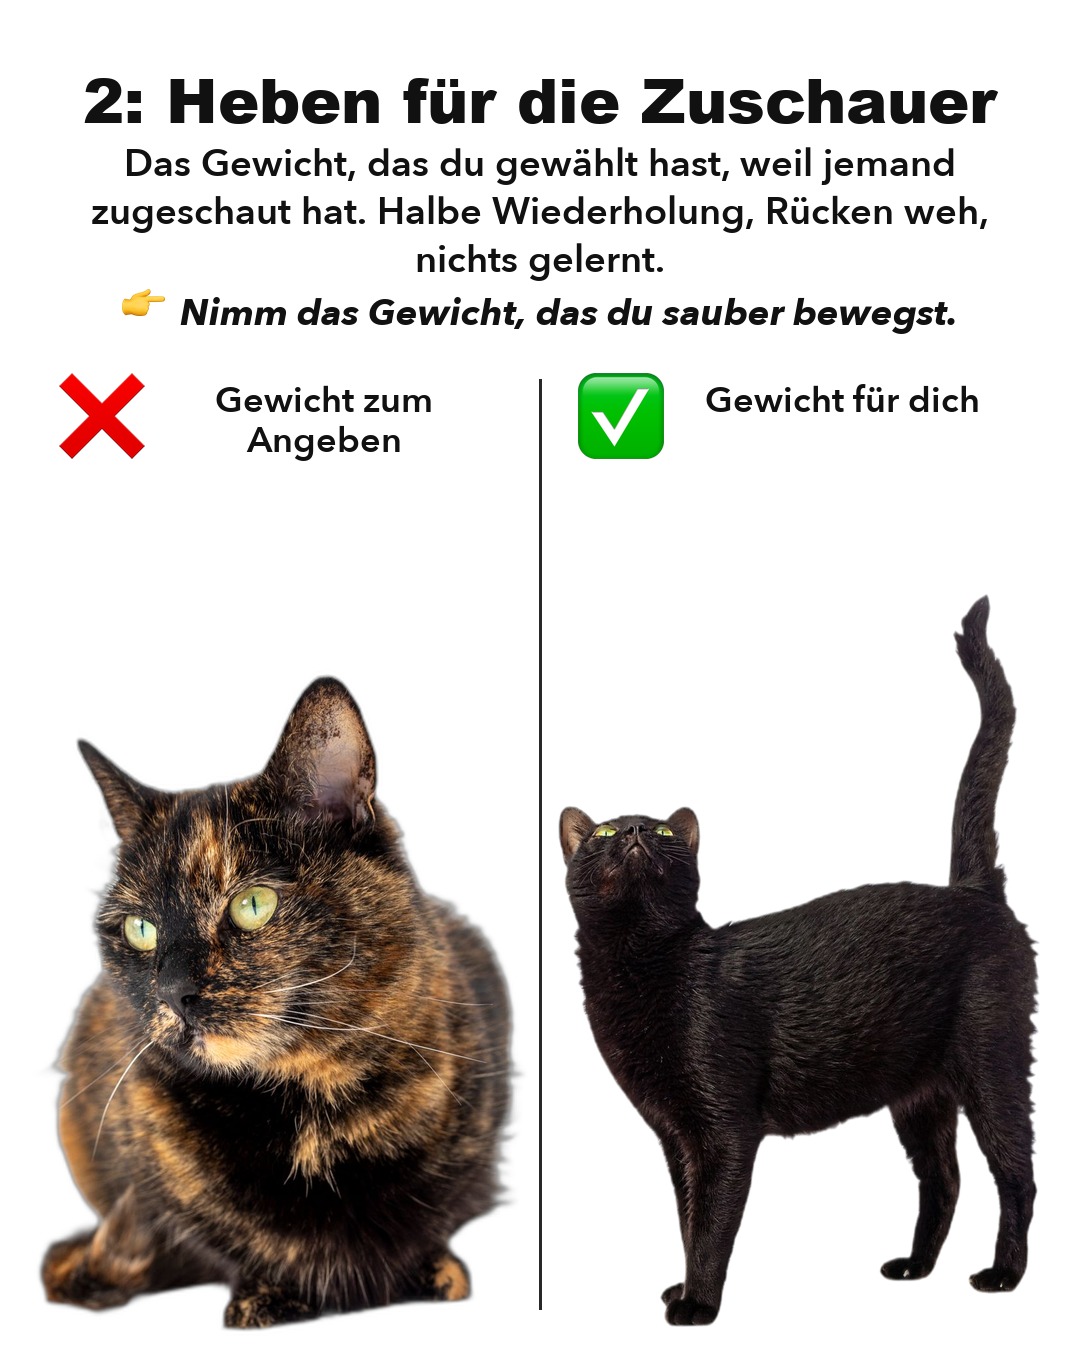 2: Heben für die Zuschauer
Das Gewicht, das du gewählt hast, weil jemand
zugeschaut hat. Halbe Wiederholung, Rücken weh,
nichts gelernt.
👉 Nimm das Gewicht, das du sauber bewegst.
❌ Gewicht zum
Angeben
✅ Gewicht für dich